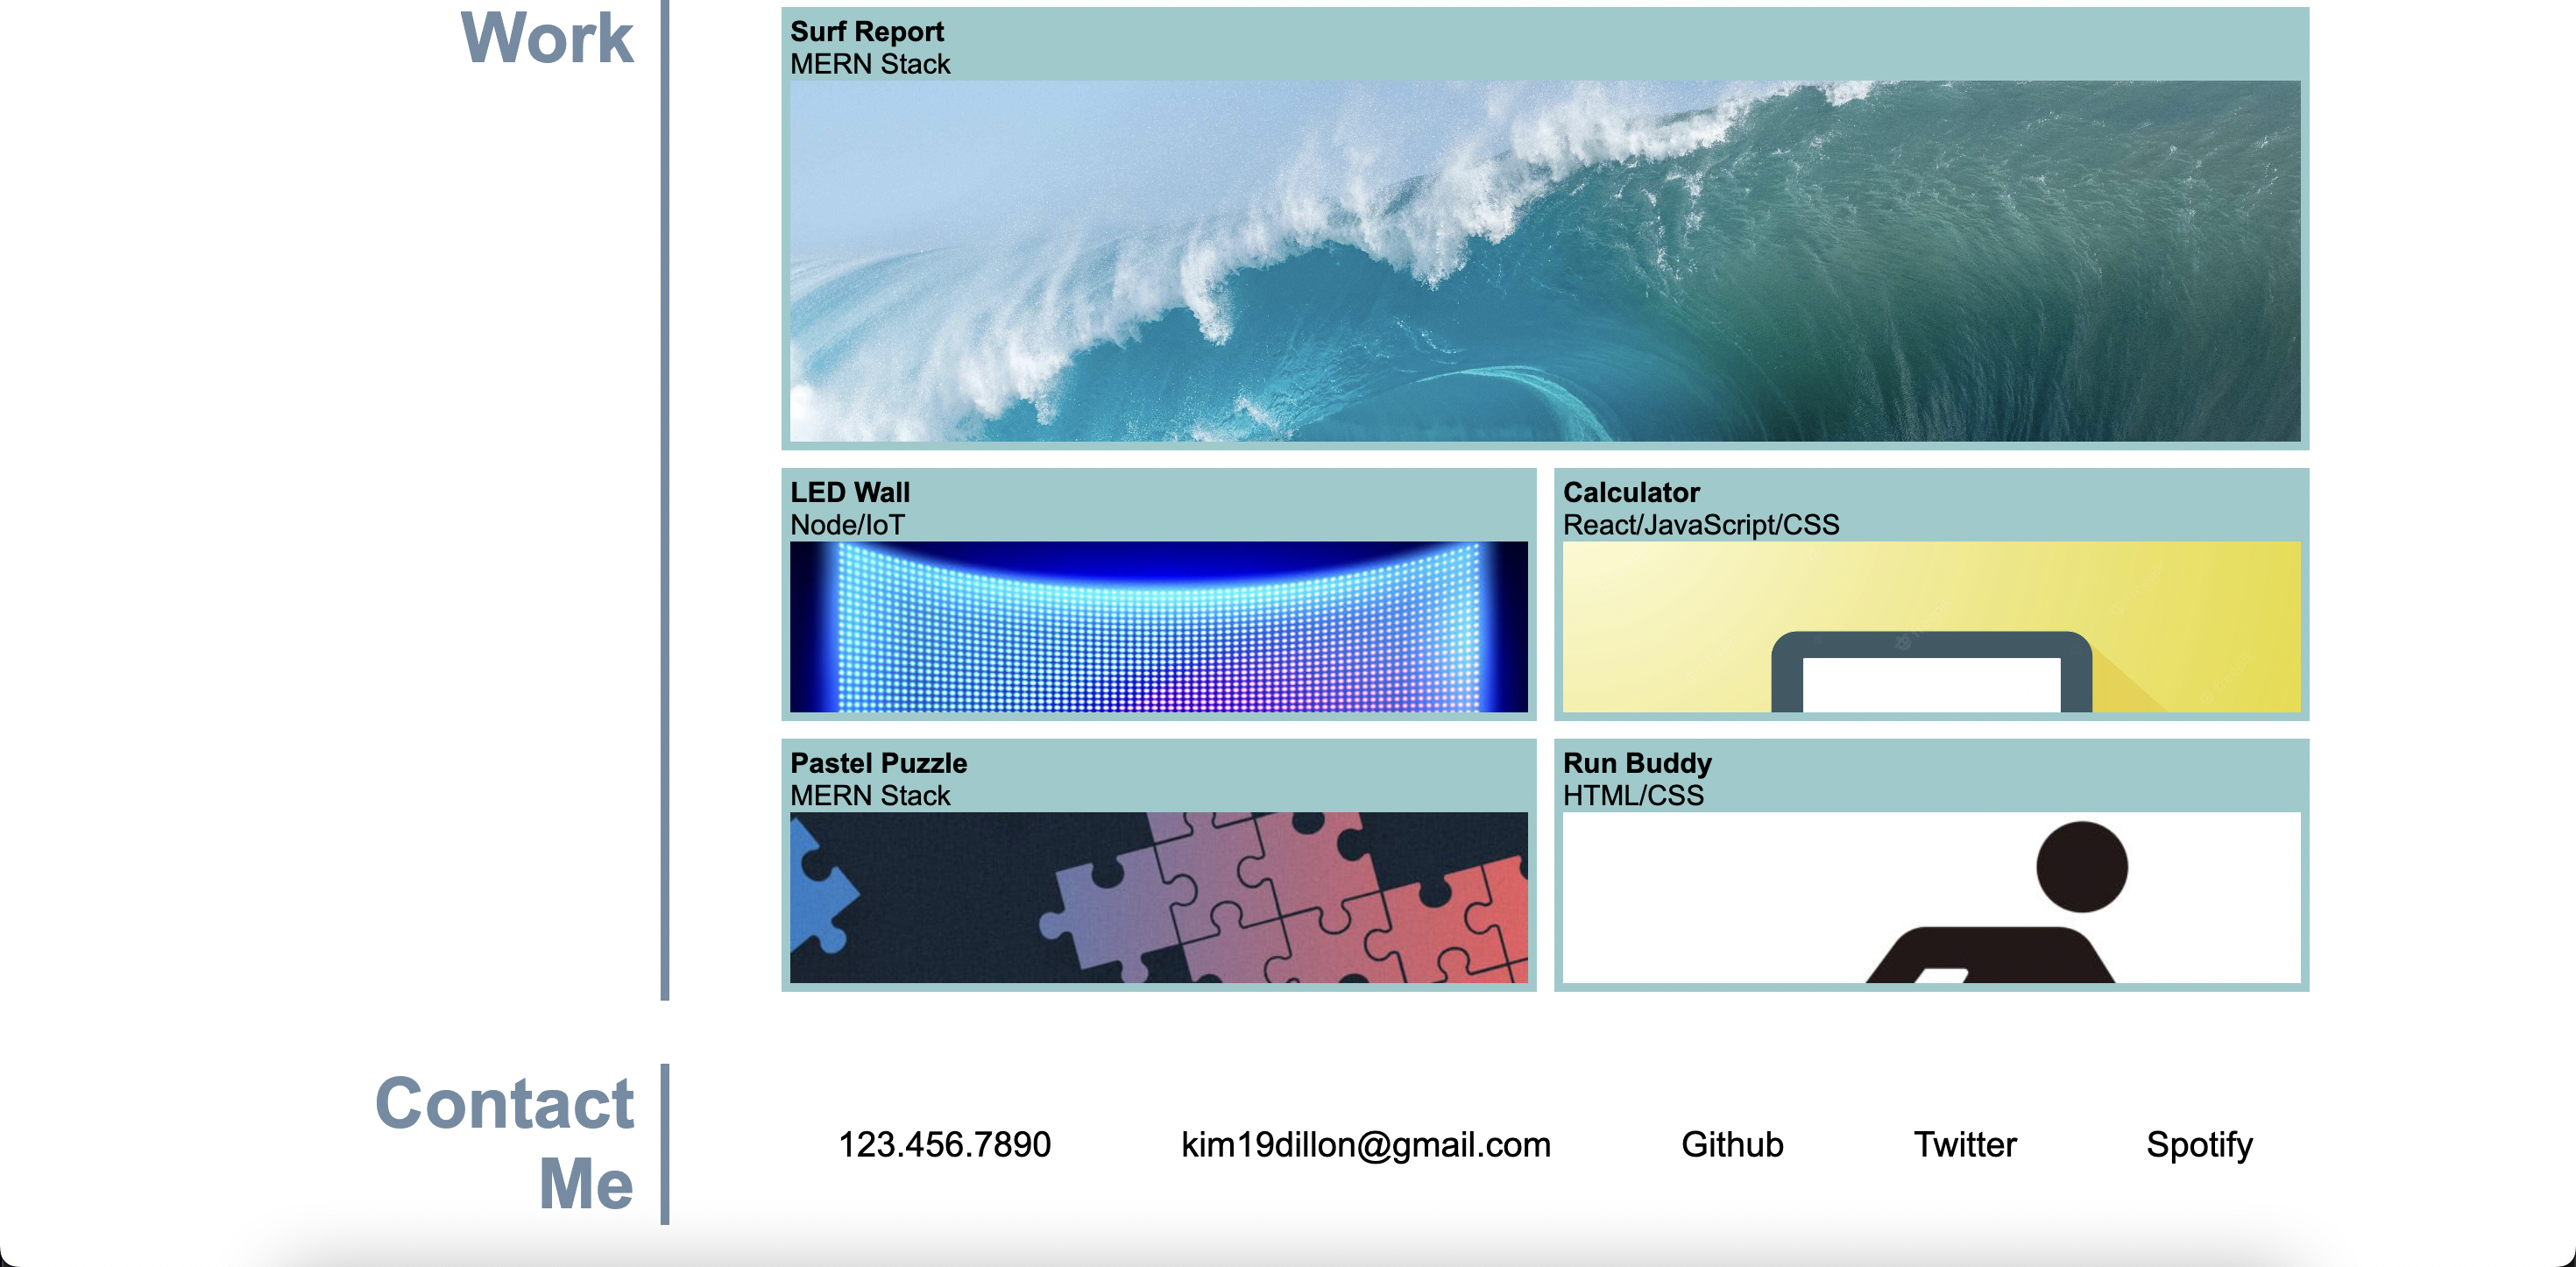 Work
Surf Report
MERN Stack
LED Wall
Node/IoT
Calculator
React/JavaScript/CSS
Pastel Puzzle
MERN Stack
Run Buddy
HTML/CSS
Contact
Me
123.456.7890
kim19dillon@gmail.com
Github
Twitter
Spotify